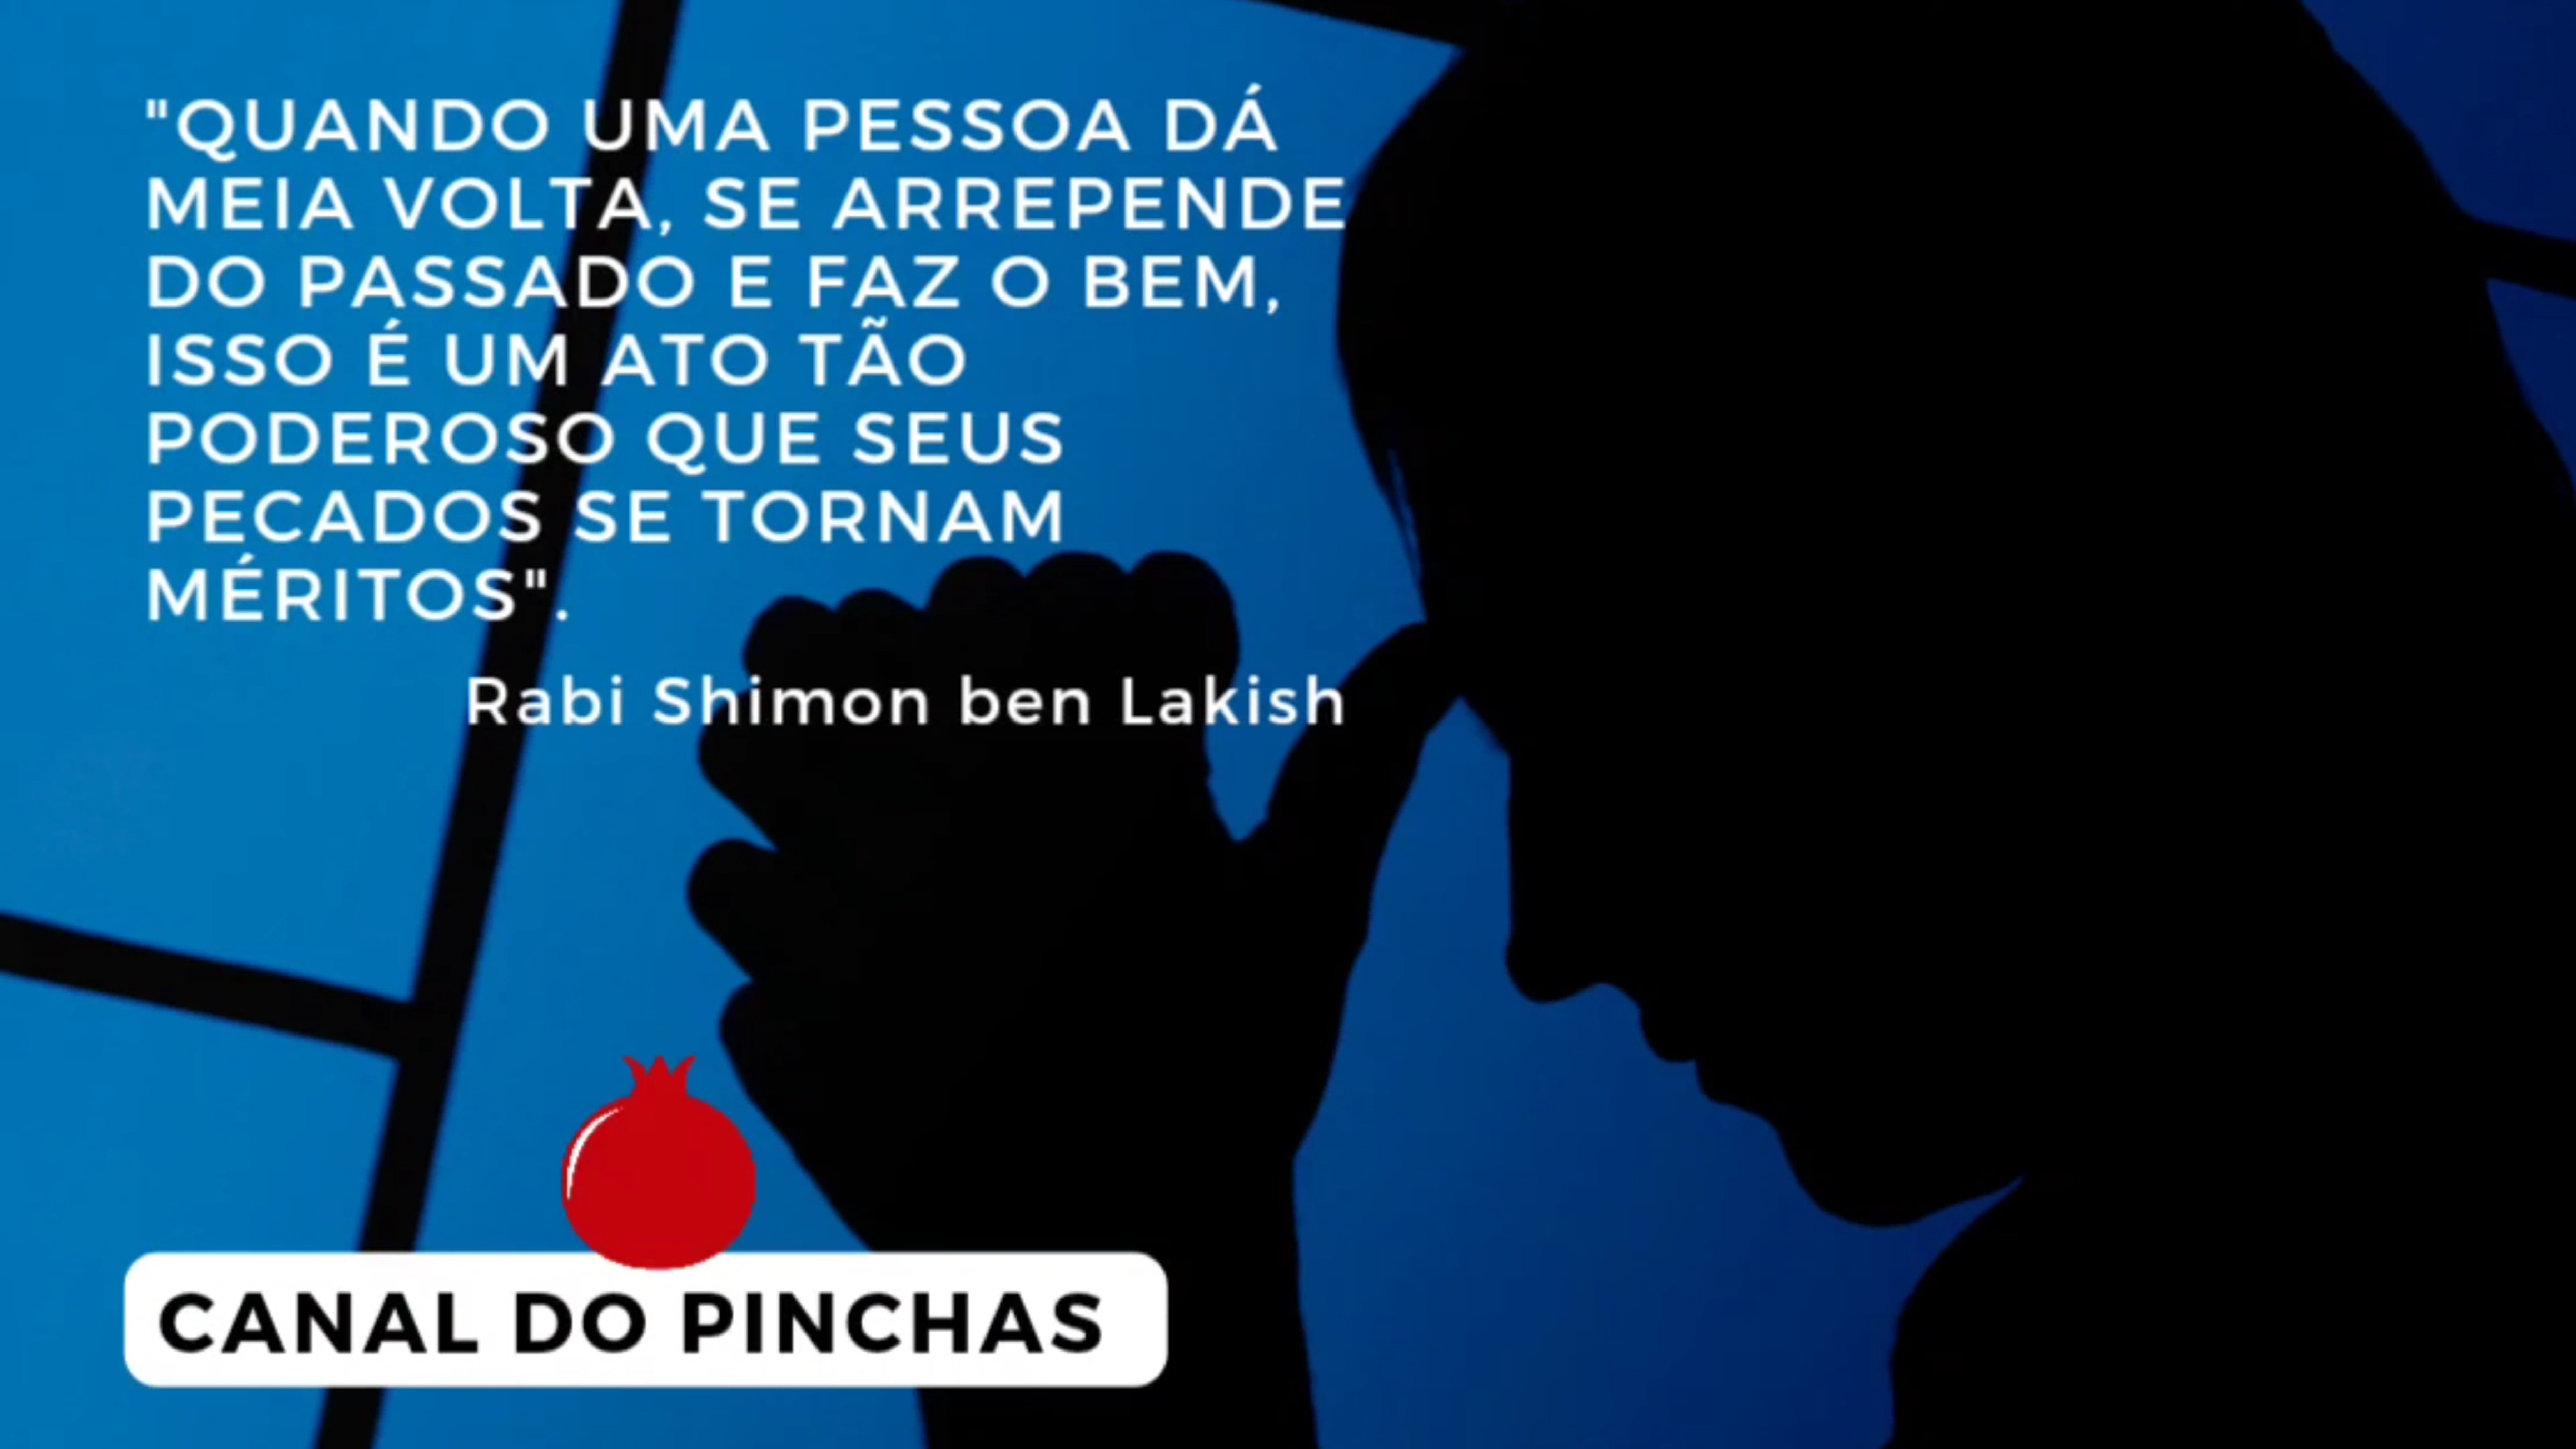 "QUANDO UMA PESSOA DÁ
MEIA VOLTA, SE ARREPENDE
DO PASSADO E FAZ O BEM,
ISSO É UM ATO TÃO
PODEROSO QUE SEUS
PECADOS SE TORNAM
MÉRITOS".
Rabi Shimon ben Lakish
CANAL DO PINCHAS